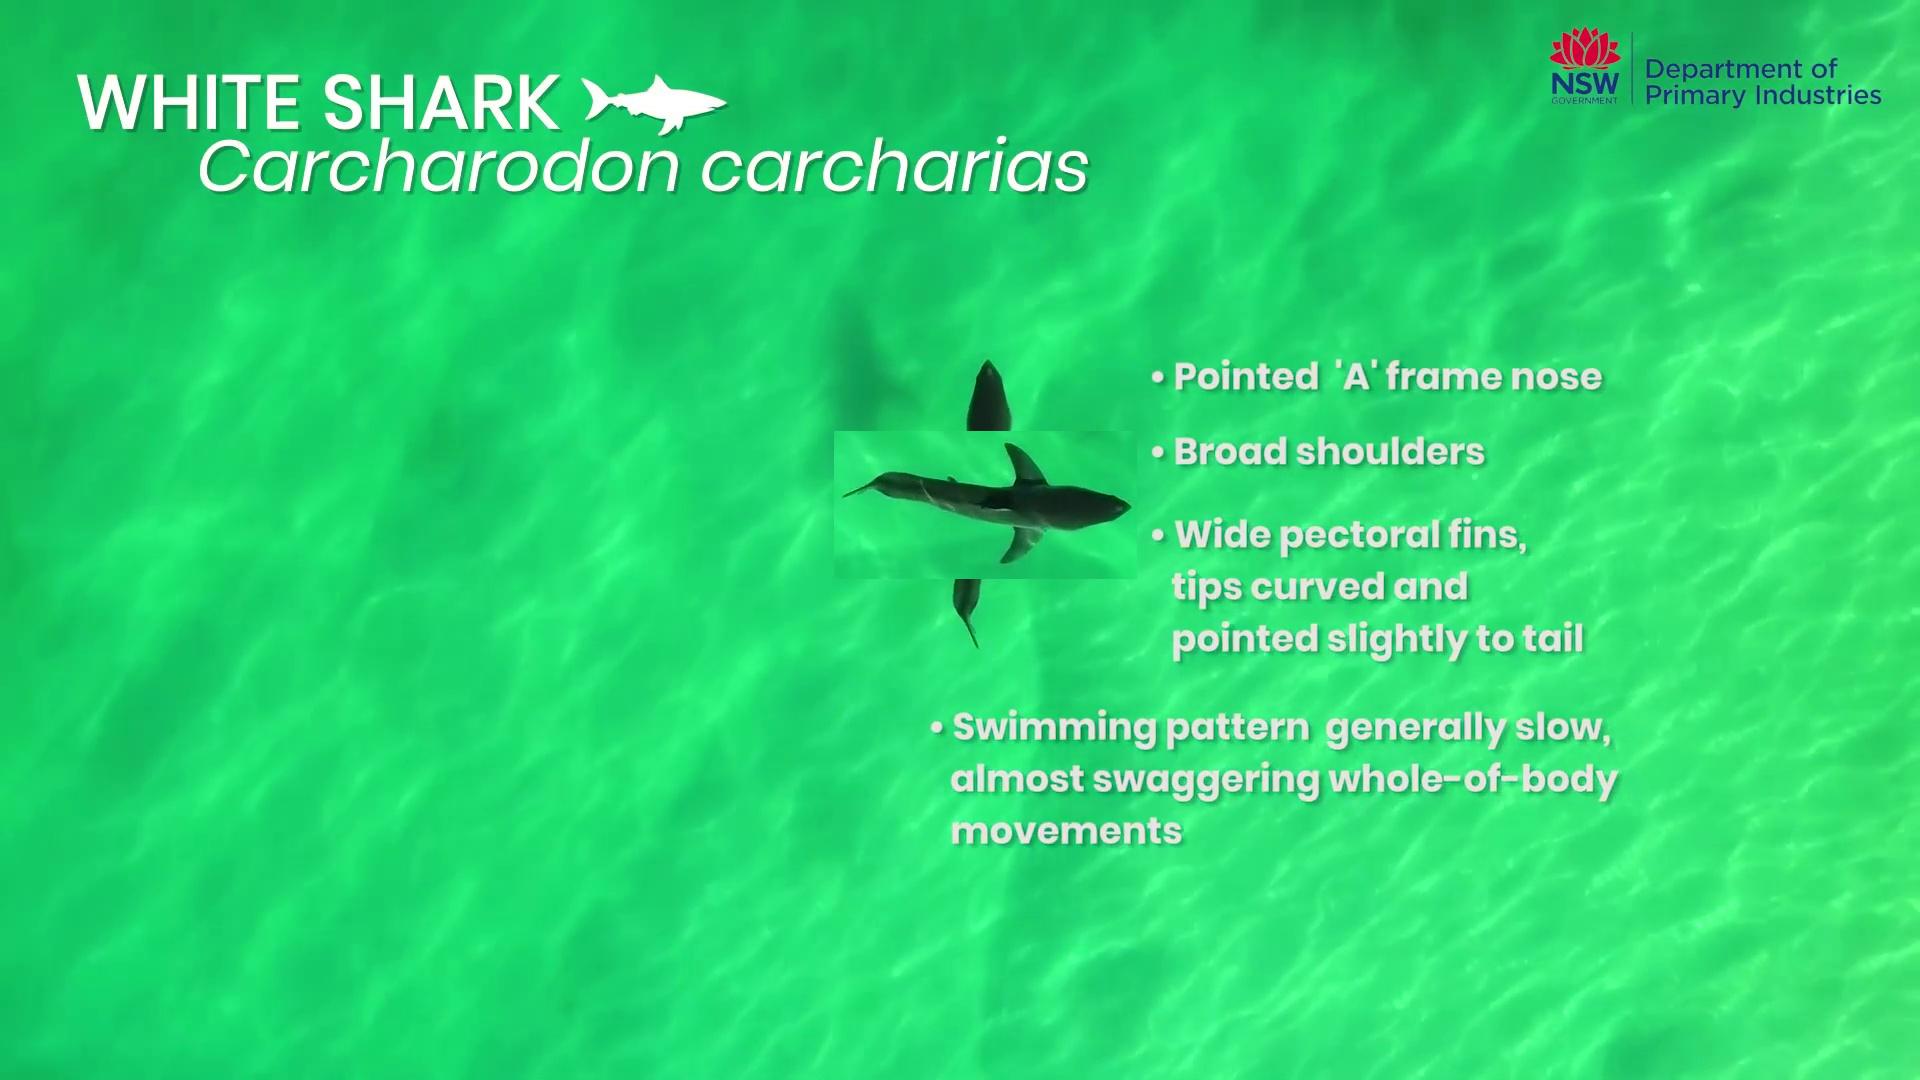 WHITE SHARK
Carcharodon carcharias
NSW
GOVERNMENT
Department of
Primary Industries
• Pointed 'A' frame nose
• Broad shoulders
• Wide pectoral fins,
tips curved and
pointed slightly to tail
• Swimming pattern generally slow,
almost swaggering whole-of-body
movements